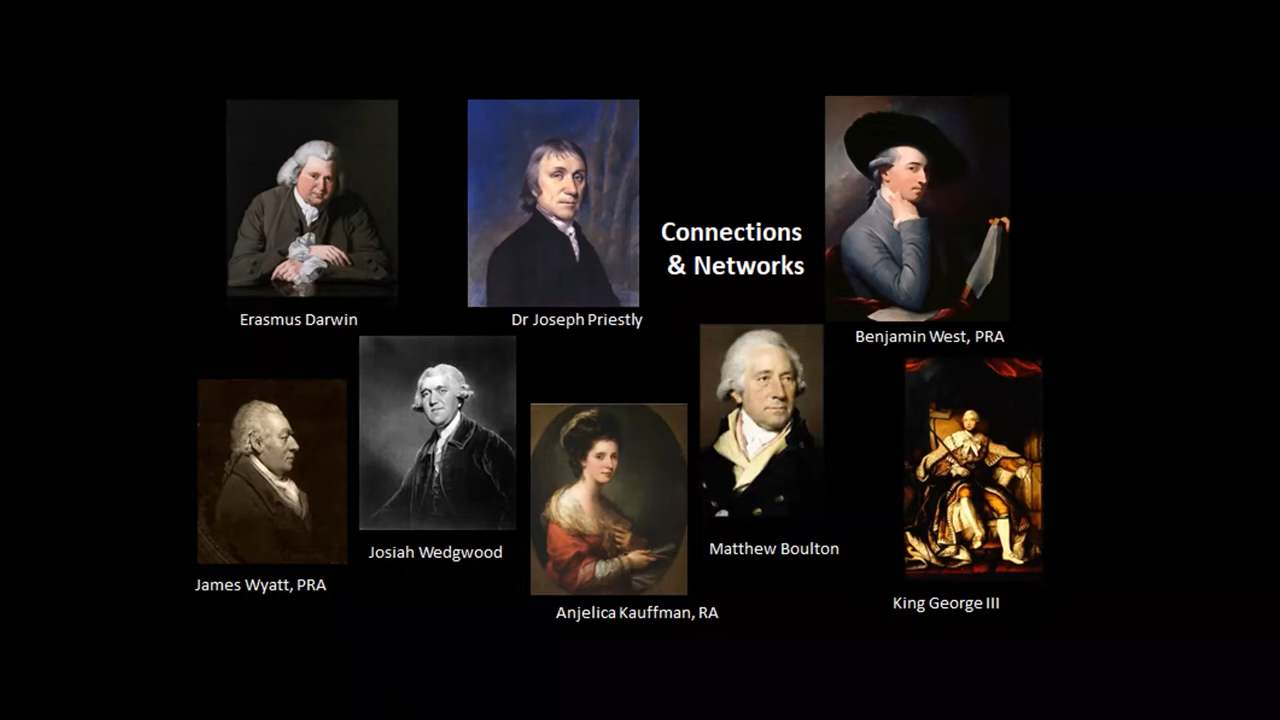 Connections
& Networks
Erasmus Darwin
Dr Joseph Priestly
Benjamin West, PRA
Josiah Wedgwood
Matthew Boulton
James Wyatt, PRA
King George III
Anjelica Kauffman, RA